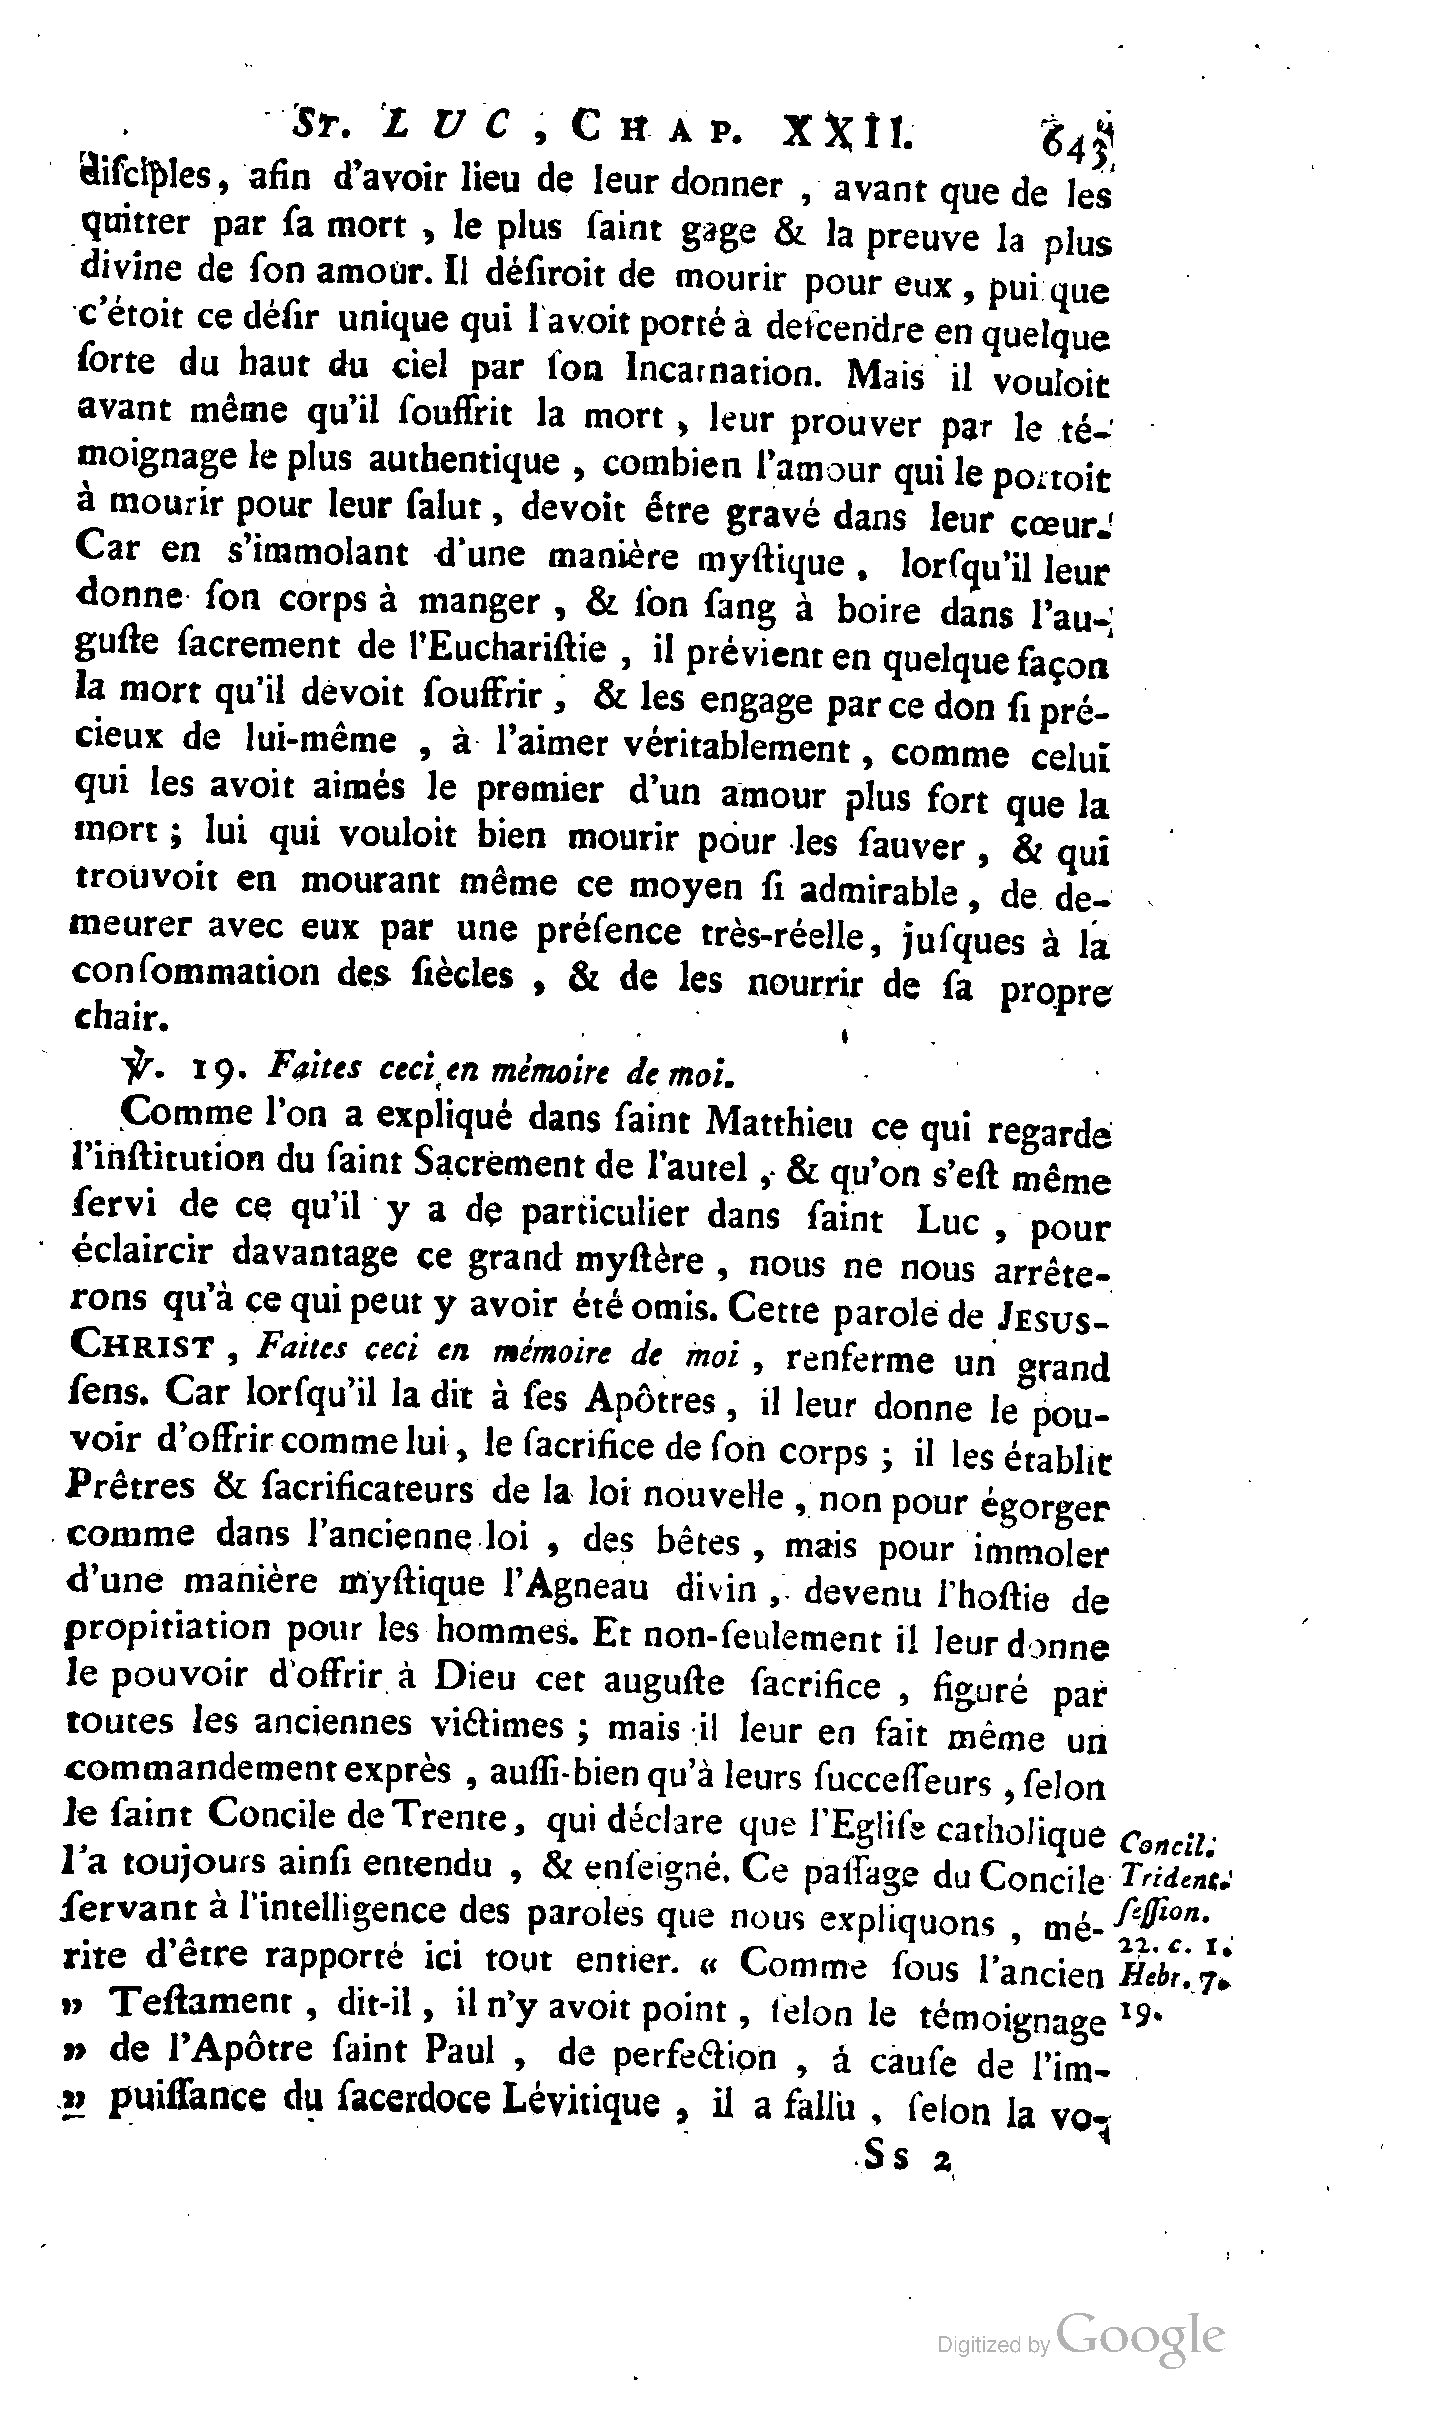 St. LUC, CHAP. XXII. 643
diſciples, afin d'avoir lieu de leur donner, avant que de les
quitter par ſa mort, le plus ſaint gage & la preuve la plus
divine de ſon amour. Il déſiroit de mourir pour eux, puiſque
c'étoit ce déſir unique qui l'avoit porté à deſcendre en quelque
ſorte du haut du ciel par ſon Incarnation. Mais il vouloit
avant même qu'il ſouffrit la mort, leur prouver par le té-
moignage le plus authentique, combien l'amour qui le portoit
à mourir pour leur ſalut, devoit être gravé dans leur cœur.
Car en s'immolant d'une manière myſtique, lorſqu'il leur
donne ſon corps à manger, & ſon ſang à boire dans l'au-
guſte ſacrement de l'Euchariſtie, il prévient en quelque façon
la mort qu'il devoit ſouffrir; & les engage par ce don ſi pré-
cieux de lui-même, à l'aimer véritablement, comme celui
qui les avoit aimés le premier d'un amour plus fort que la
mort; lui qui vouloit bien mourir pour les ſauver, & qui
trouvoit en mourant même ce moyen ſi admirable, de de-
meurer avec eux par une préſence très-réelle, juſques à la
conſommation des ſiècles, & de les nourrir de ſa propre
chair.
℣. 19. Faites ceci en mémoire de moi.
Comme l'on a expliqué dans ſaint Matthieu ce qui regarde
l'inſtitution du ſaint Sacrement de l'autel, & qu'on s'eſt même
ſervi de ce qu'il y a de particulier dans ſaint Luc, pour
éclaircir davantage ce grand myſtère, nous ne nous arrête-
rons qu'à ce qui peut y avoir été omis. Cette parole de JESUS-
CHRIST, Faites ceci en mémoire de moi, renferme un grand
ſens. Car lorſqu'il la dit à ſes Apôtres, il leur donne le pou-
voir d'offrir comme lui, le ſacrifice de ſon corps; il les établit
Prêtres & ſacrificateurs de la loi nouvelle, non pour égorger
comme dans l'ancienne loi, des bêtes, mais pour immoler
d'une manière myſtique l'Agneau divin, devenu l'hoſtie de
propitiation pour les hommes. Et non-ſeulement il leur donne
le pouvoir d'offrir à Dieu cet auguſte ſacrifice, figuré par
toutes les anciennes victimes; mais il leur en fait même un
commandement exprès, auſſi-bien qu'à leurs ſucceſſeurs, ſelon
le ſaint Concile de Trente, qui déclare que l'Egliſe catholique
l'a toujours ainſi entendu, & enſeigné. Ce paſſage du Concile
ſervant à l'intelligence des paroles que nous expliquons, mé-
rite d'être rapporté ici tout entier. « Comme ſous l'ancien
» Teſtament, dit-il, il n'y avoit point, ſelon le témoignage
» de l'Apôtre ſaint Paul, de perfection, à cauſe de l'im-
» puiſſance du ſacerdoce Lévitique, il a fallu, ſelon la vo-
Concil.
Trident.
ſeſſion.
22. c. 1.
Hebr. 7.
19.
Ss 2
Digitized by Google